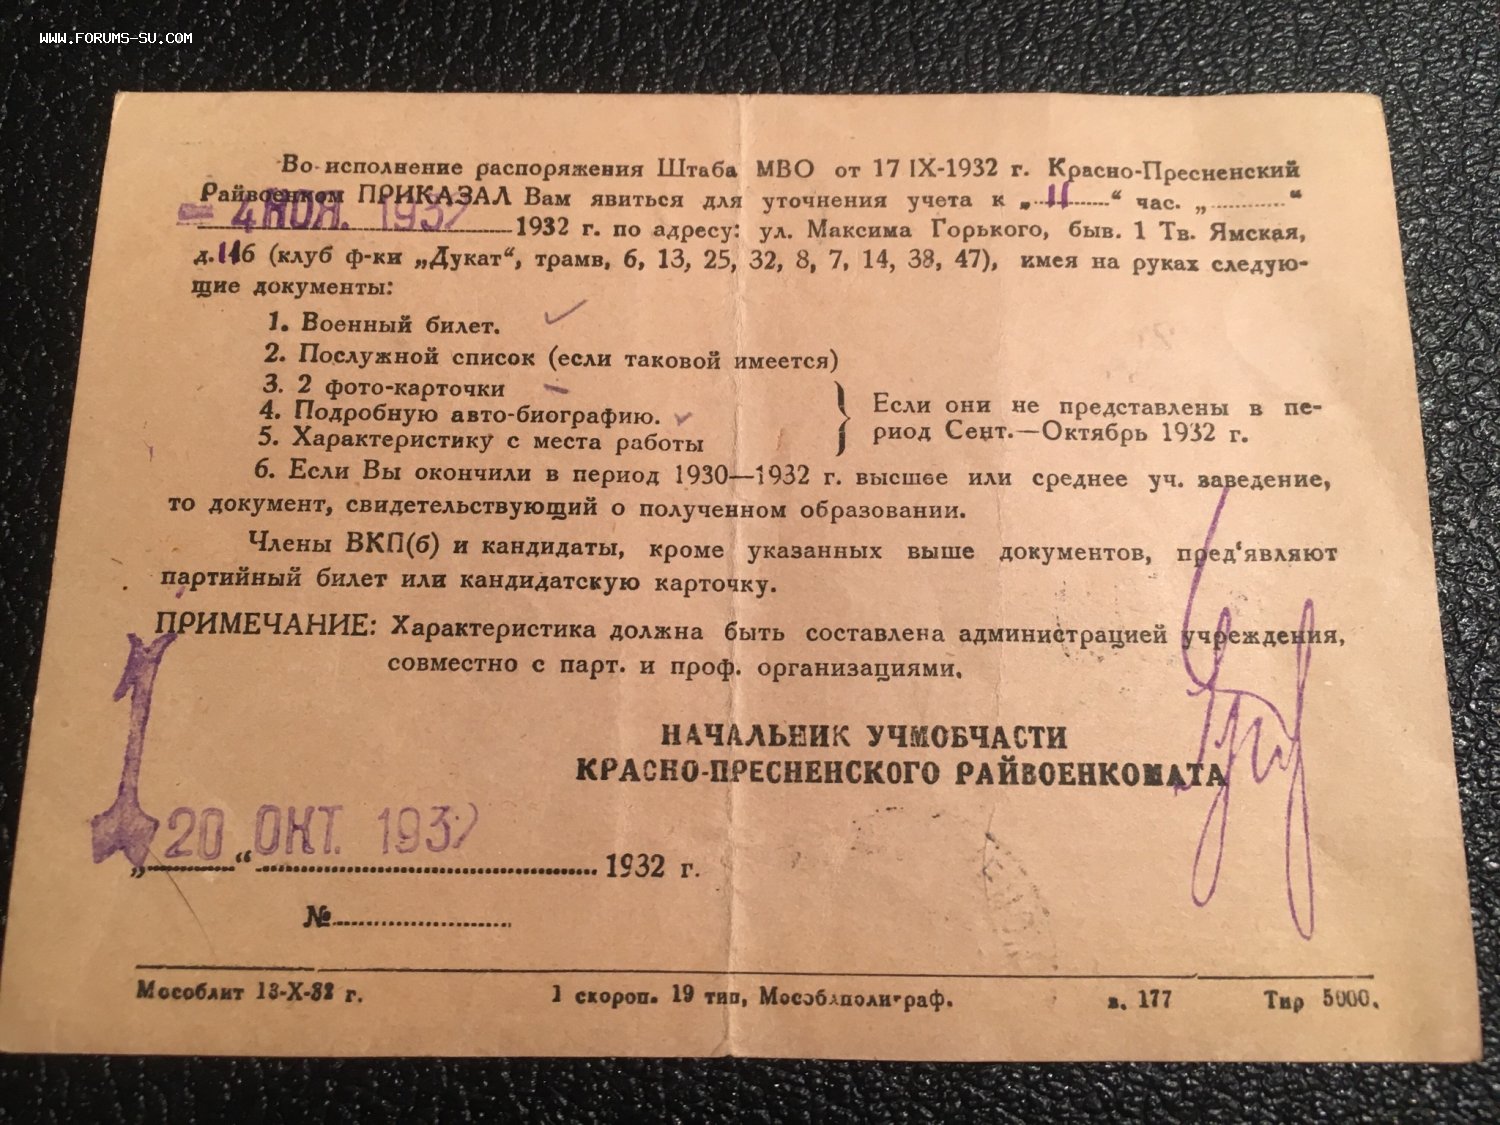 WWW.FORUMS-SU.COM
Во исполнение распоряжения Штаба МВО от 17 IX-1932 г. Красно-Пресненский
Райвоенком ПРИКАЗАЛ Вам явиться для уточнения учета к „ 11 “ час. „ “
4 НОЯ. 1932 1932 г. по адресу: ул. Максима Горького, быв. 1 Тв. Ямская,
д. 116 (клуб ф-ки „Дукат“, трамв, 6, 13, 25, 32, 8, 7, 14, 38, 47), имея на руках следую-
щие документы:
1. Военный билет.
2. Послужной список (если таковой имеется)
3. 2 фото-карточки
4. Подробную авто-биографию.
5. Характеристику с места работы
Если они не представлены в пе-
риод Сент.—Октябрь 1932 г.
6. Если Вы окончили в период 1930—1932 г. высшее или среднее уч. заведение,
то документ, свидетельствующий о полученном образовании.
Члены ВКП(б) и кандидаты, кроме указанных выше документов, пред‘являют
партийный билет или кандидатскую карточку.
ПРИМЕЧАНИЕ: Характеристика должна быть составлена администрацией учреждения,
совместно с парт. и проф. организациями.
НАЧАЛЬНИК УЧМОБЧАСТИ
КРАСНО-ПРЕСНЕНСКОГО РАЙВОЕНКОМАТА
„ 20 “ ОКТ. 1932 1932 г.
№
Мособлит 13-X-32 г. 1 скороп. 19 тип, Мособлполиграф. з. 177 Тир 5000.